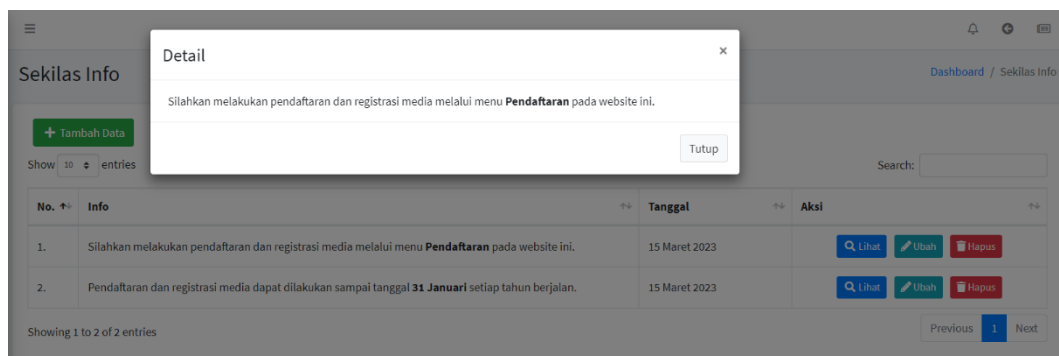 Detail ×
Sekilas Info
Dashboard / Sekilas Info
Silahkan melakukan pendaftaran dan registrasi media melalui menu Pendaftaran pada website ini.
+ Tambah Data
Tutup
Show 10 entries
Search:
No. Info Tanggal Aksi
1. Silahkan melakukan pendaftaran dan registrasi media melalui menu Pendaftaran pada website ini. 15 Maret 2023 Lihat Ubah Hapus
2. Pendaftaran dan registrasi media dapat dilakukan sampai tanggal 31 Januari setiap tahun berjalan. 15 Maret 2023 Lihat Ubah Hapus
Showing 1 to 2 of 2 entries
Previous 1 Next